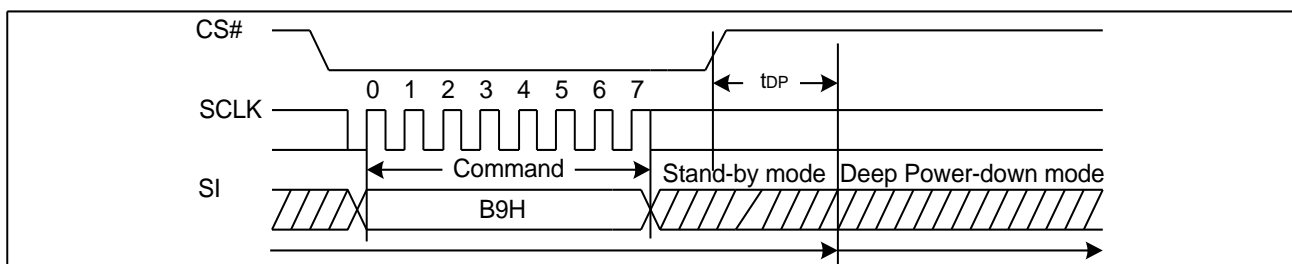 CS#
tDP
0 1 2 3 4 5 6 7
SCLK
Command
Stand-by mode Deep Power-down mode
SI
B9H